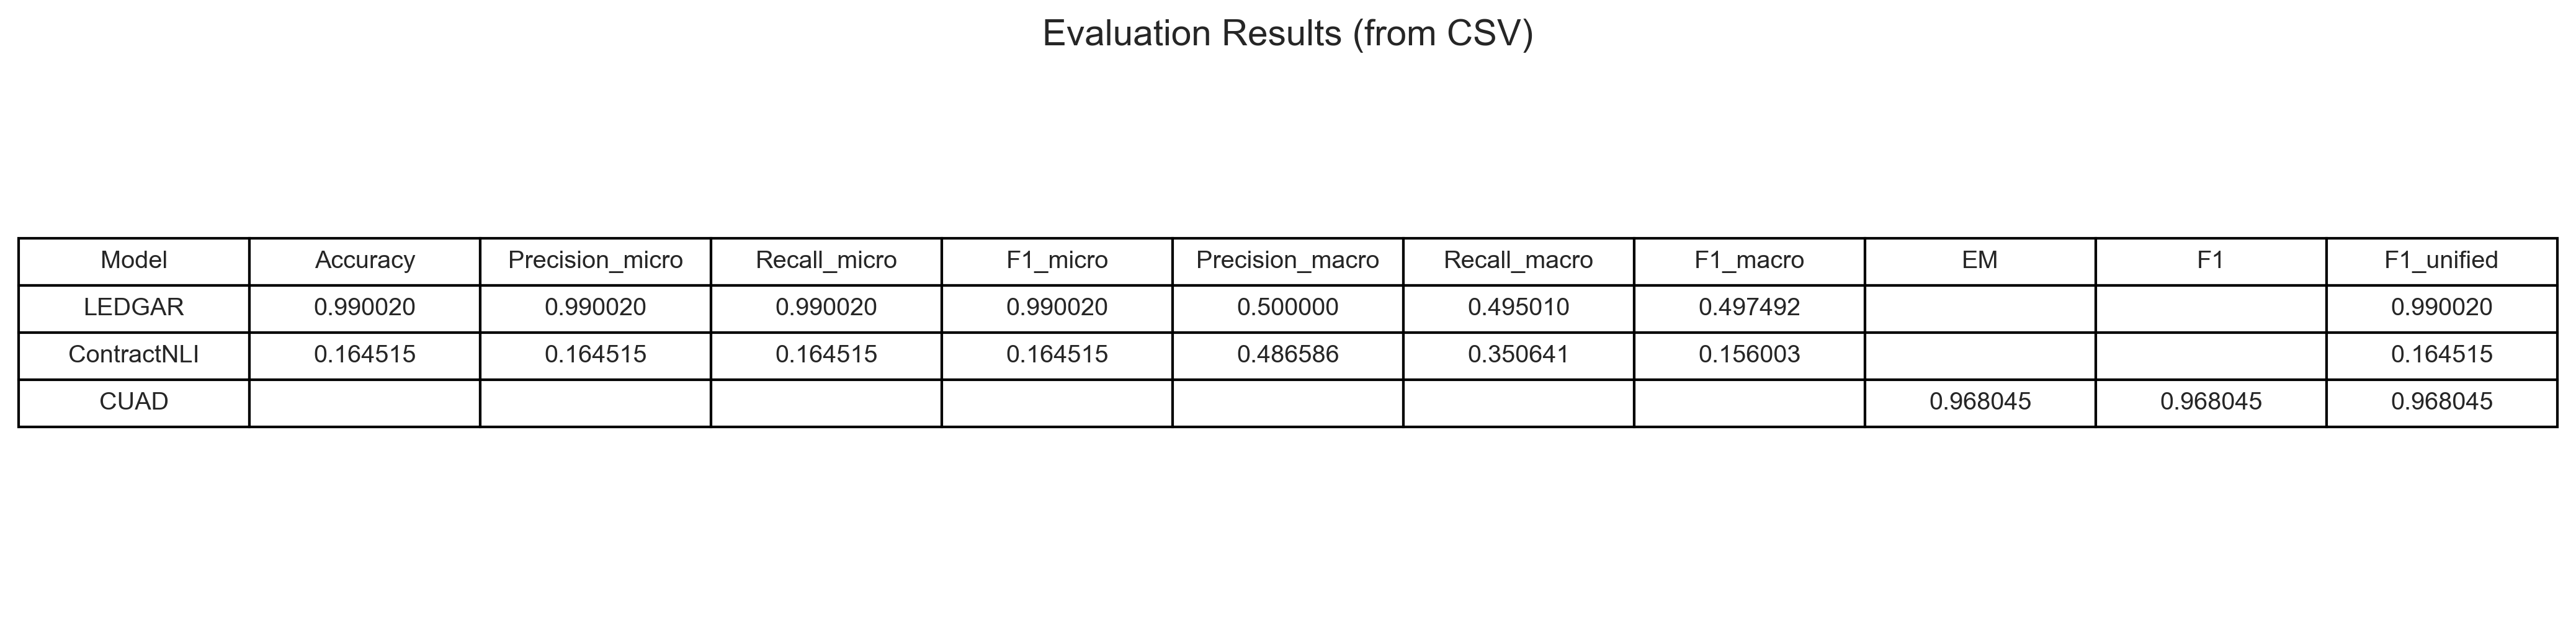 Evaluation Results (from CSV)
Model Accuracy Precision_micro Recall_micro F1_micro Precision_macro Recall_macro F1_macro EM F1 F1_unified
LEDGAR 0.990020 0.990020 0.990020 0.990020 0.500000 0.495010 0.497492 0.990020
ContractNLI 0.164515 0.164515 0.164515 0.164515 0.486586 0.350641 0.156003 0.164515
CUAD 0.968045 0.968045 0.968045